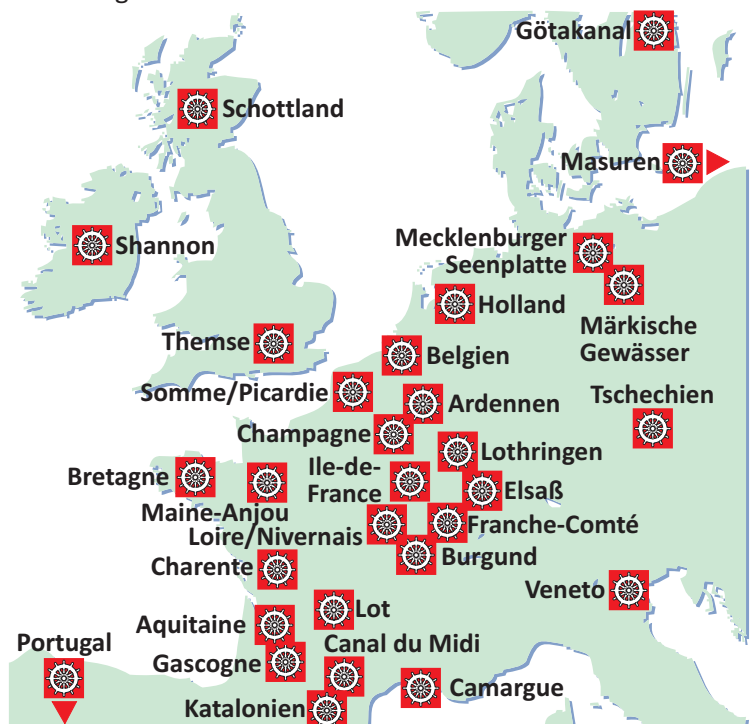 Götakanal
Schottland
Masuren
Shannon
Mecklenburger
Seenplatte
Holland
Märkische
Gewässer
Themse
Belgien
Somme/Picardie
Ardennen
Tschechien
Champagne
Lothringen
Bretagne
Ile-de-
France
Elsaß
Maine-Anjou
Loire/Nivernais
Franche-Comté
Burgund
Charente
Veneto
Lot
Aquitaine
Portugal
Canal du Midi
Gascogne
Camargue
Katalonien